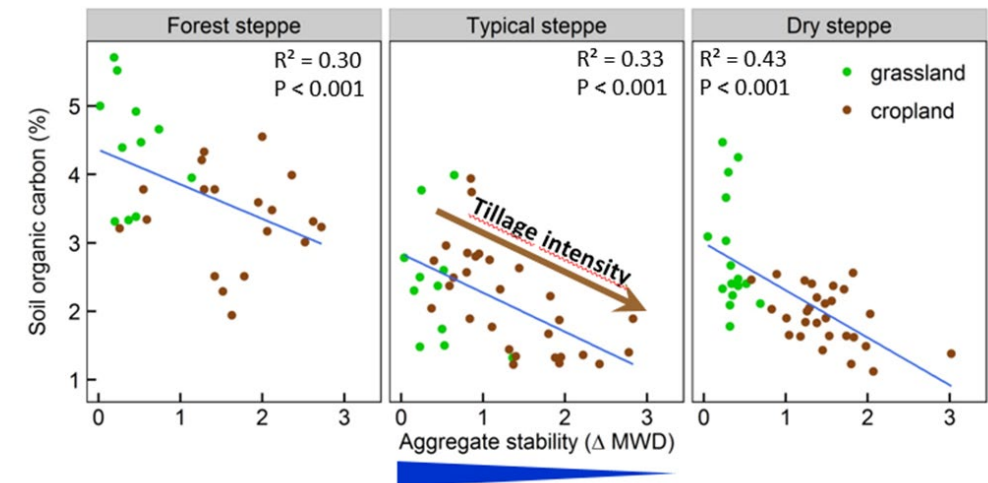 Forest steppe
Typical steppe
Dry steppe
R² = 0.30
P < 0.001
R² = 0.33
P < 0.001
R² = 0.43
P < 0.001
grassland
cropland
Tillage intensity
Soil organic carbon (%)
5
4
3
2
1
0 1 2 3
0 1 2 3
0 1 2 3
Aggregate stability (Δ MWD)